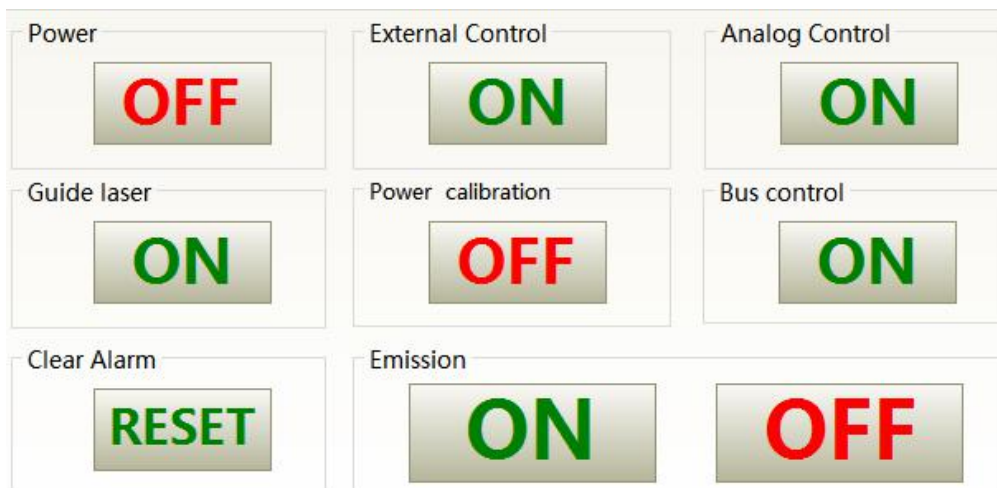 Power
External Control
Analog Control
OFF
ON
ON
Guide laser
Power calibration
Bus control
ON
OFF
ON
Clear Alarm
Emission
RESET
ON
OFF